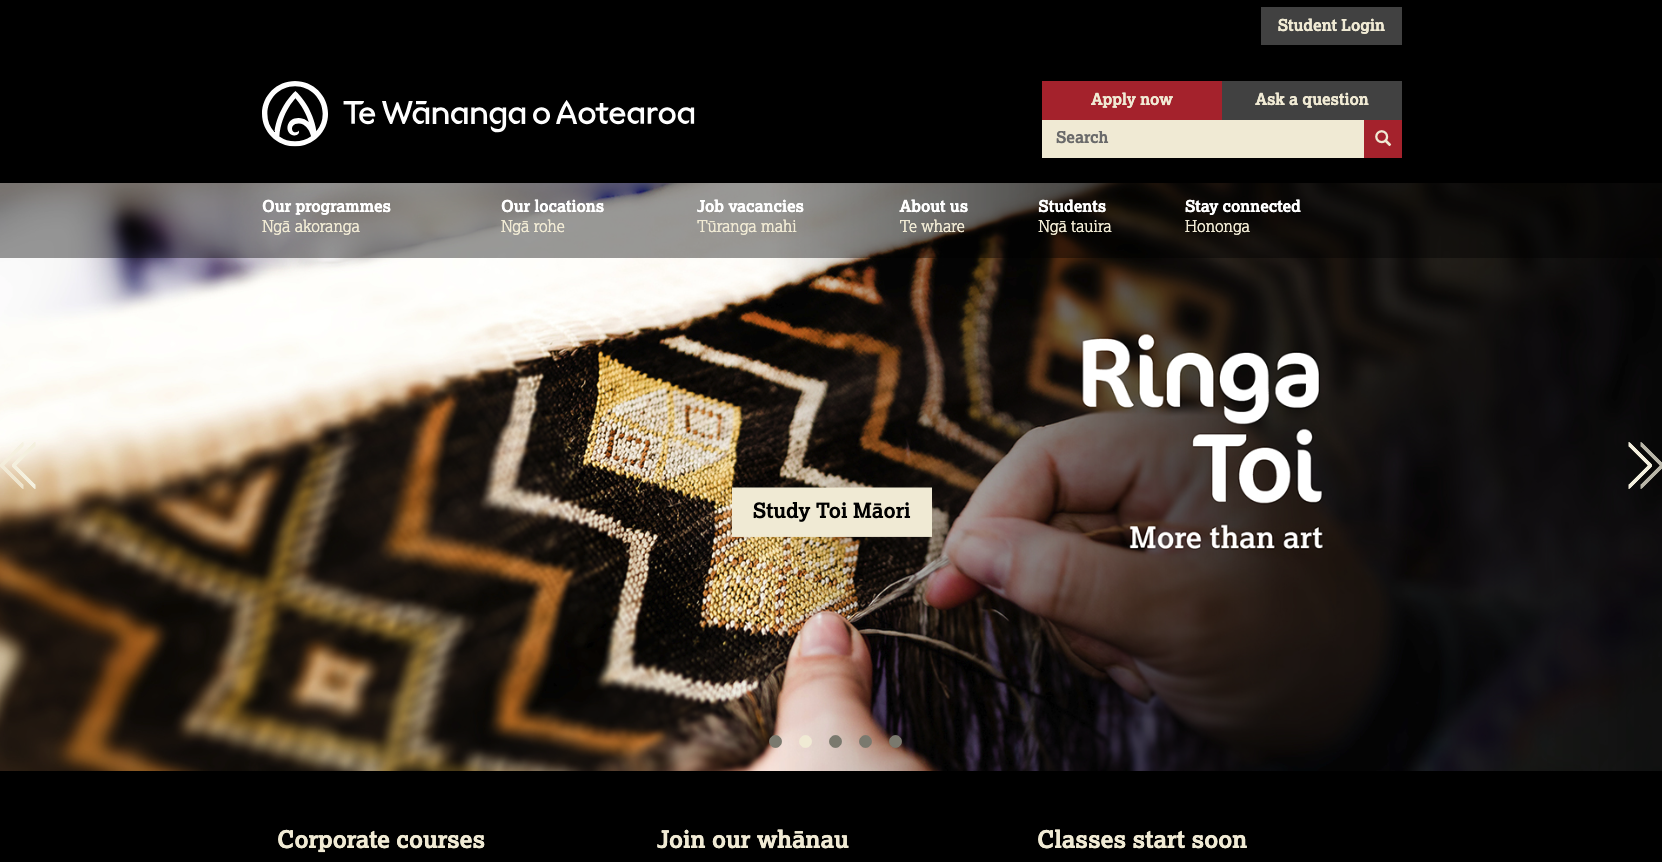 Student Login
Te Wānanga o Aotearoa
Apply now
Ask a question
Search
Our programmes
Ngā akoranga
Our locations
Ngā rohe
Job vacancies
Tūranga mahi
About us
Te whare
Students
Ngā tauira
Stay connected
Hononga
Ringa
Toi
More than art
Study Toi Māori
Corporate courses
Join our whānau
Classes start soon